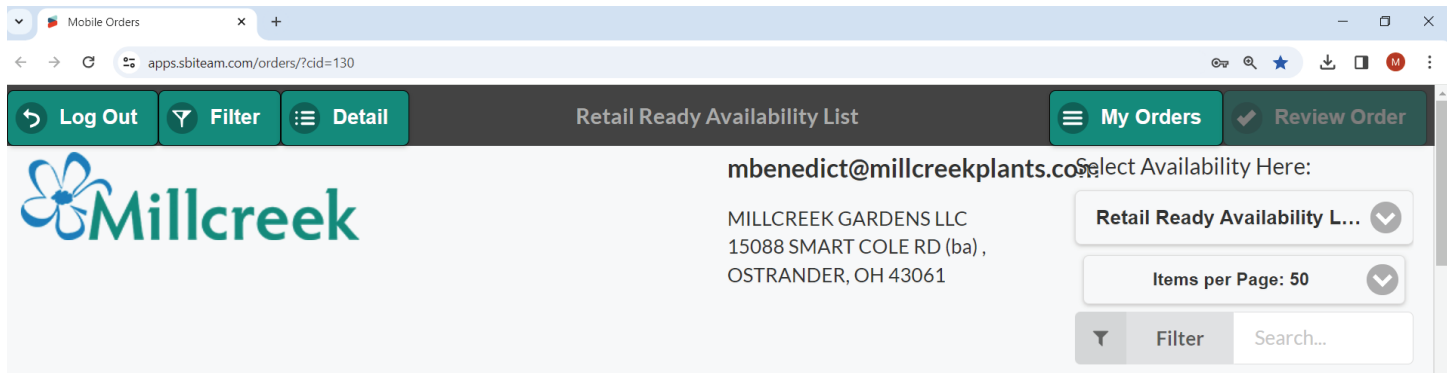 Mobile Orders
apps.sbiteam.com/orders/?cid=130
M
Log Out
Filter
Detail
Retail Ready Availability List
My Orders
Review Order
Millcreek
mbenedict@millcreekplants.com
Select Availability Here:
MILLCREEK GARDENS LLC
15088 SMART COLE RD (ba) ,
OSTRANDER, OH 43061
Retail Ready Availability L...
Items per Page: 50
Filter
Search...